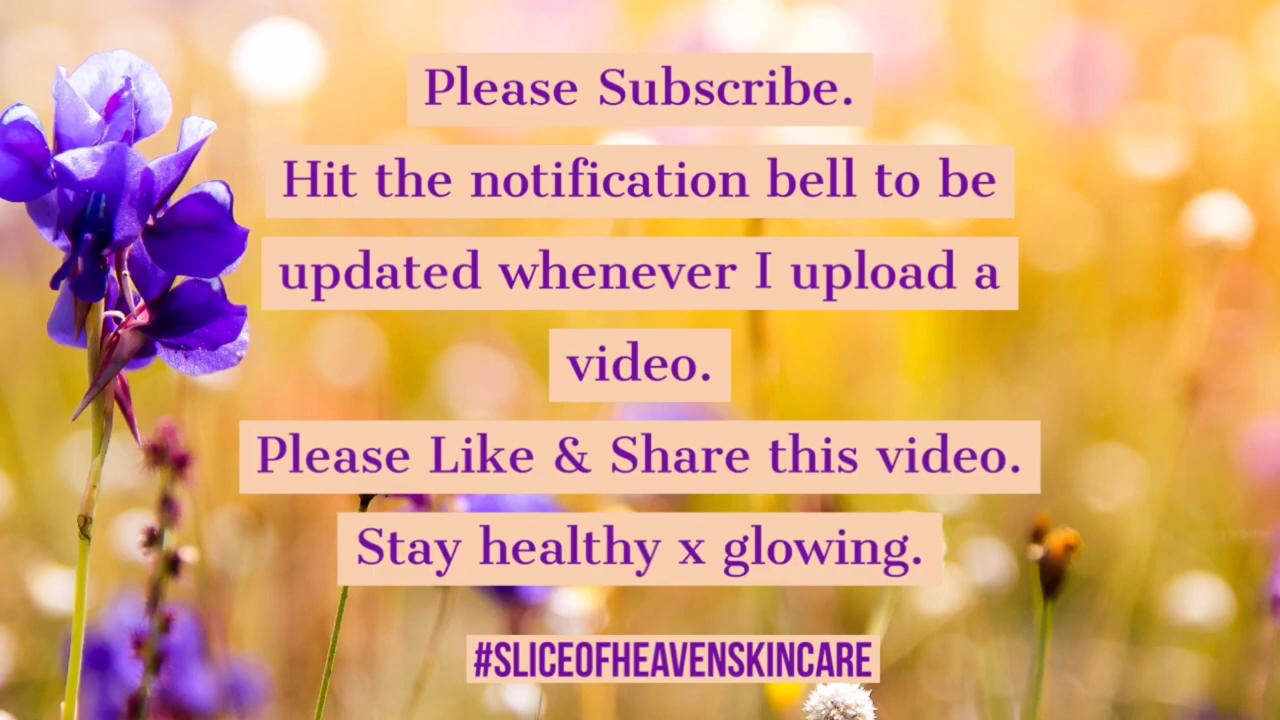 Please Subscribe.
Hit the notification bell to be
updated whenever I upload a
video.
Please Like & Share this video.
Stay healthy x glowing.
#SLICEOFHEAVENSKINCARE